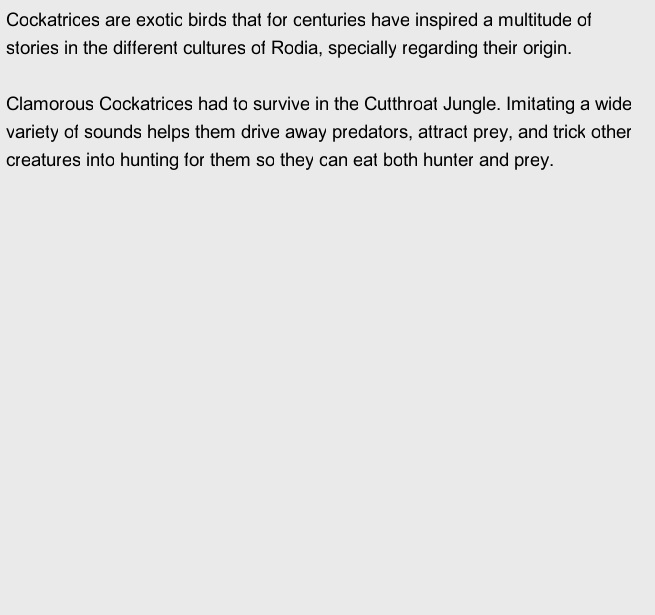 Cockatrices are exotic birds that for centuries have inspired a multitude of
stories in the different cultures of Rodia, specially regarding their origin.
Clamorous Cockatrices had to survive in the Cutthroat Jungle. Imitating a wide
variety of sounds helps them drive away predators, attract prey, and trick other
creatures into hunting for them so they can eat both hunter and prey.